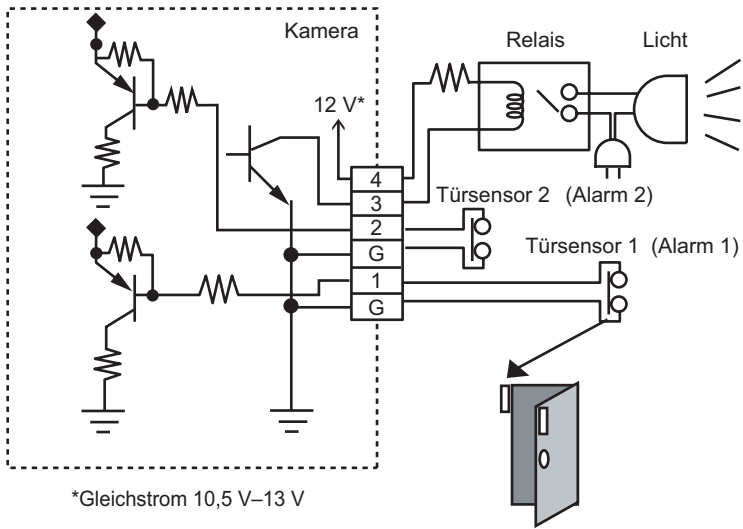 Kamera
Relais
Licht
12 V*
4
3
2
G
1
G
Türsensor 2 (Alarm 2)
Türsensor 1 (Alarm 1)
*Gleichstrom 10,5 V–13 V